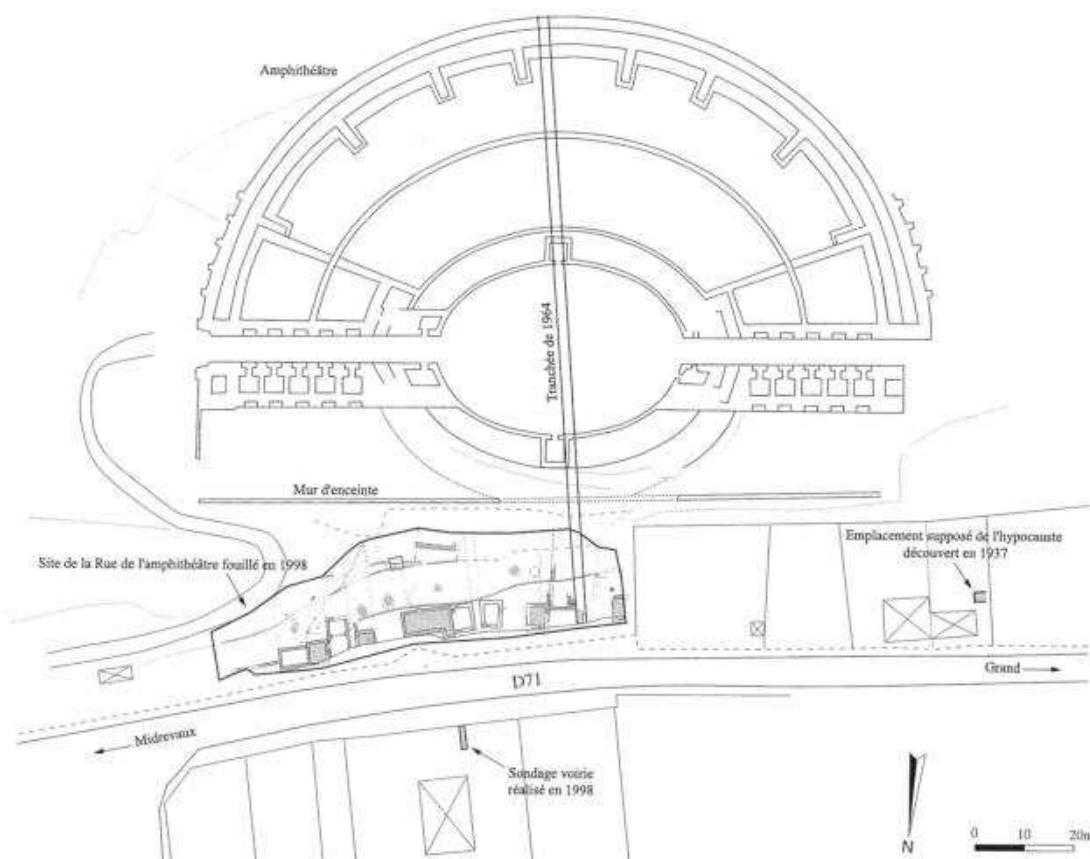 Amphithéâtre
Tranchée de 1964
Mur d'enceinte
Emplacement supposé de l'hypocauste
découvert en 1937
Site de la Rue de l'amphithéâtre fouillé en 1998
Grand
D71
Midrevaux
Sondage voirie
réalisé en 1998
N
0 10 20m